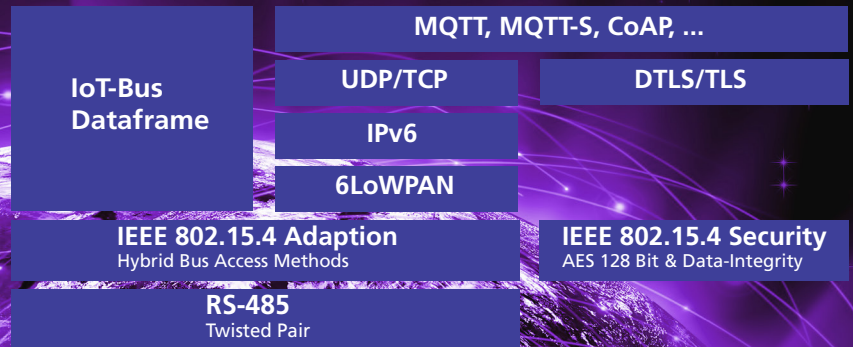 MQTT, MQTT-S, CoAP, ...
IoT-Bus
Dataframe
UDP/TCP
DTLS/TLS
IPv6
6LoWPAN
IEEE 802.15.4 Adaption
Hybrid Bus Access Methods
IEEE 802.15.4 Security
AES 128 Bit & Data-Integrity
RS-485
Twisted Pair